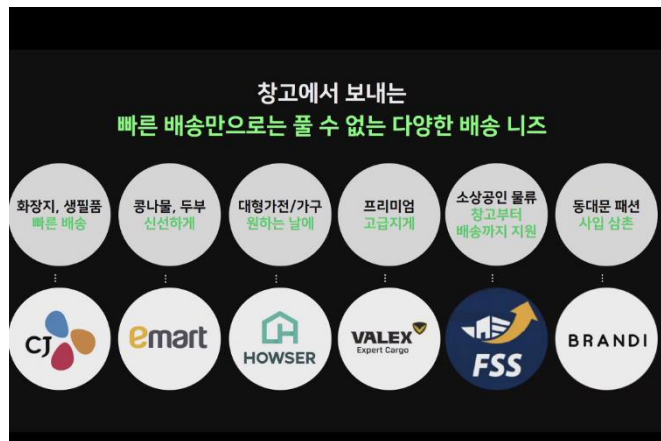 창고에서 보내는
빠른 배송만으로는 풀 수 없는 다양한 배송 니즈
화장지, 생필품
빠른 배송
콩나물, 두부
신선하게
대형가전/가구
원하는 날에
프리미엄
고급지게
소상공인 물류
창고부터
배송까지 지원
동대문 패션
사입 삼촌
CJ
emart
HOWSER
VALEX
Expert Cargo
FSS
BRANDI